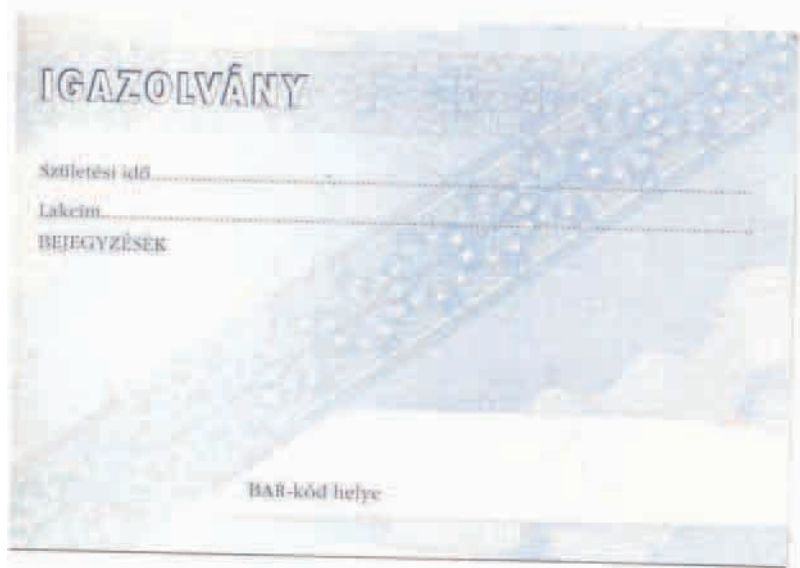 IGAZOLVÁNY
Születési idő
Lakcím
BEJEGYZÉSEK
BAR-kód helye